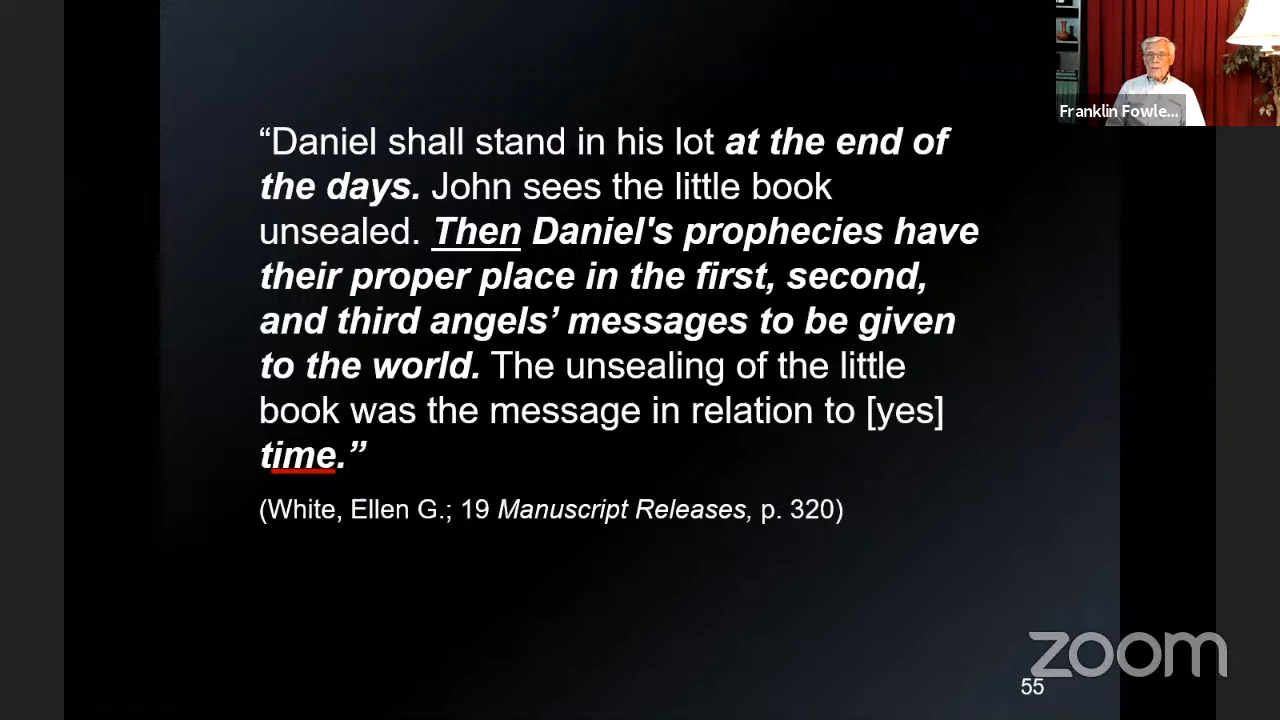 Franklin Fowle...
“Daniel shall stand in his lot at the end of
the days. John sees the little book
unsealed. Then Daniel's prophecies have
their proper place in the first, second,
and third angels’ messages to be given
to the world. The unsealing of the little
book was the message in relation to [yes]
time.”
(White, Ellen G.; 19 Manuscript Releases, p. 320)
zoom
55